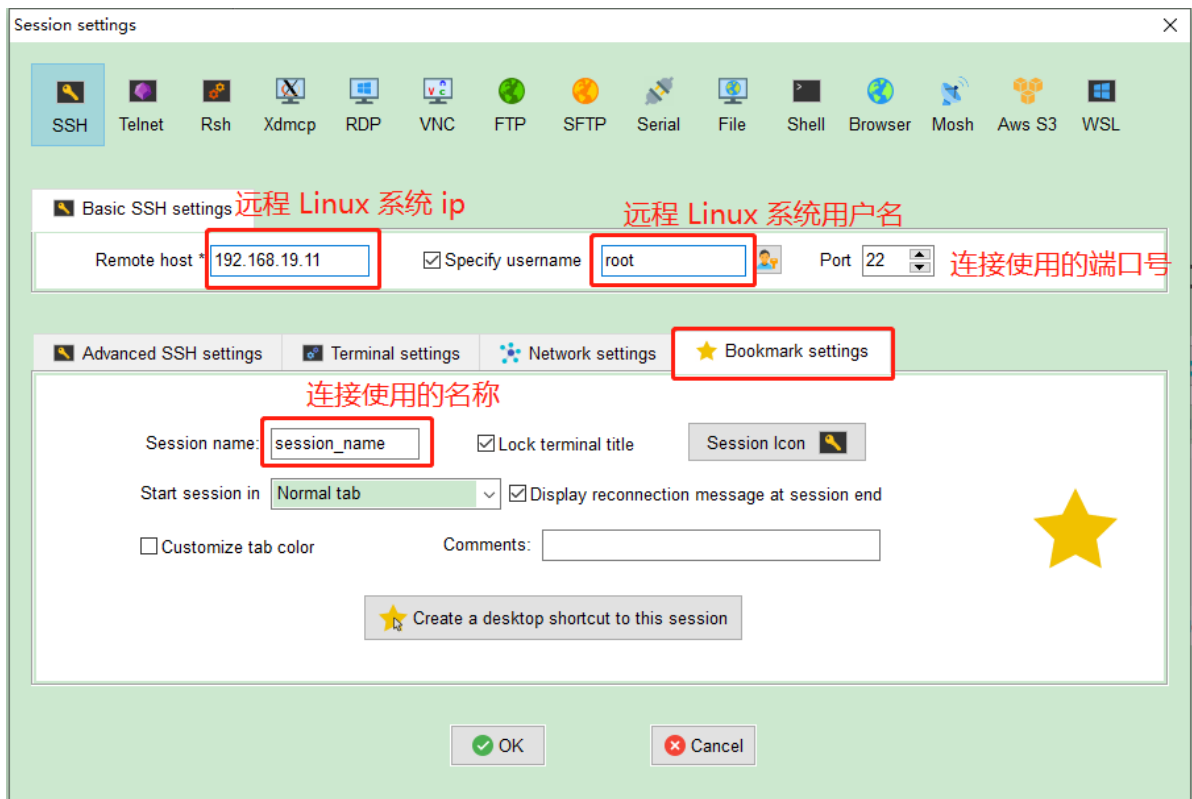 Session settings
SSH Telnet Rsh Xdmcp RDP VNC FTP SFTP Serial File Shell Browser Mosh Aws S3 WSL
Basic SSH settings 远程 Linux 系统 ip 远程 Linux 系统用户名
Remote host * 192.168.19.11 Specify username root Port 22 连接使用的端口号
Advanced SSH settings Terminal settings Network settings Bookmark settings
连接使用的名称
Session name: session_name Lock terminal title Session Icon
Start session in Normal tab Display reconnection message at session end
Customize tab color Comments:
Create a desktop shortcut to this session
OK Cancel